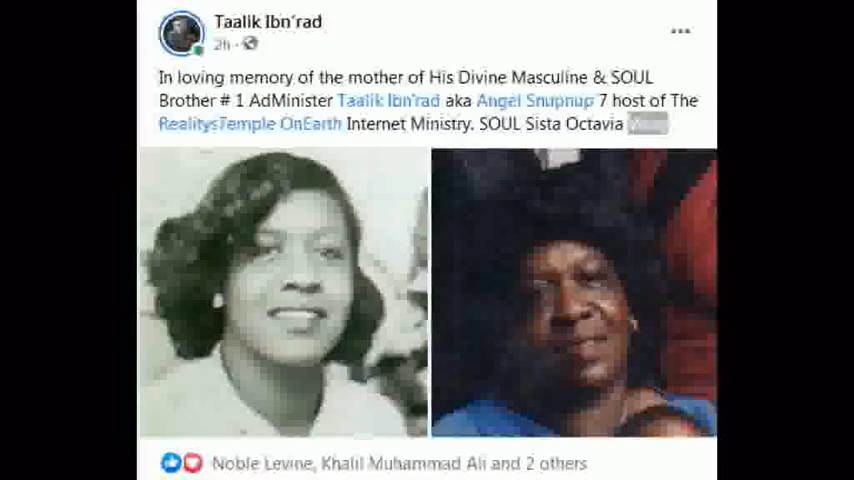 Taalik Ibn'rad
2h ·
In loving memory of the mother of His Divine Masculine & SOUL
Brother # 1 AdMinister Taalik Ibn'rad aka Angel Snupnup 7 host of The
RealitysTemple OnEarth Internet Ministry. SOUL Sista Octavia
Noble Levine, Khalil Muhammad Ali and 2 others